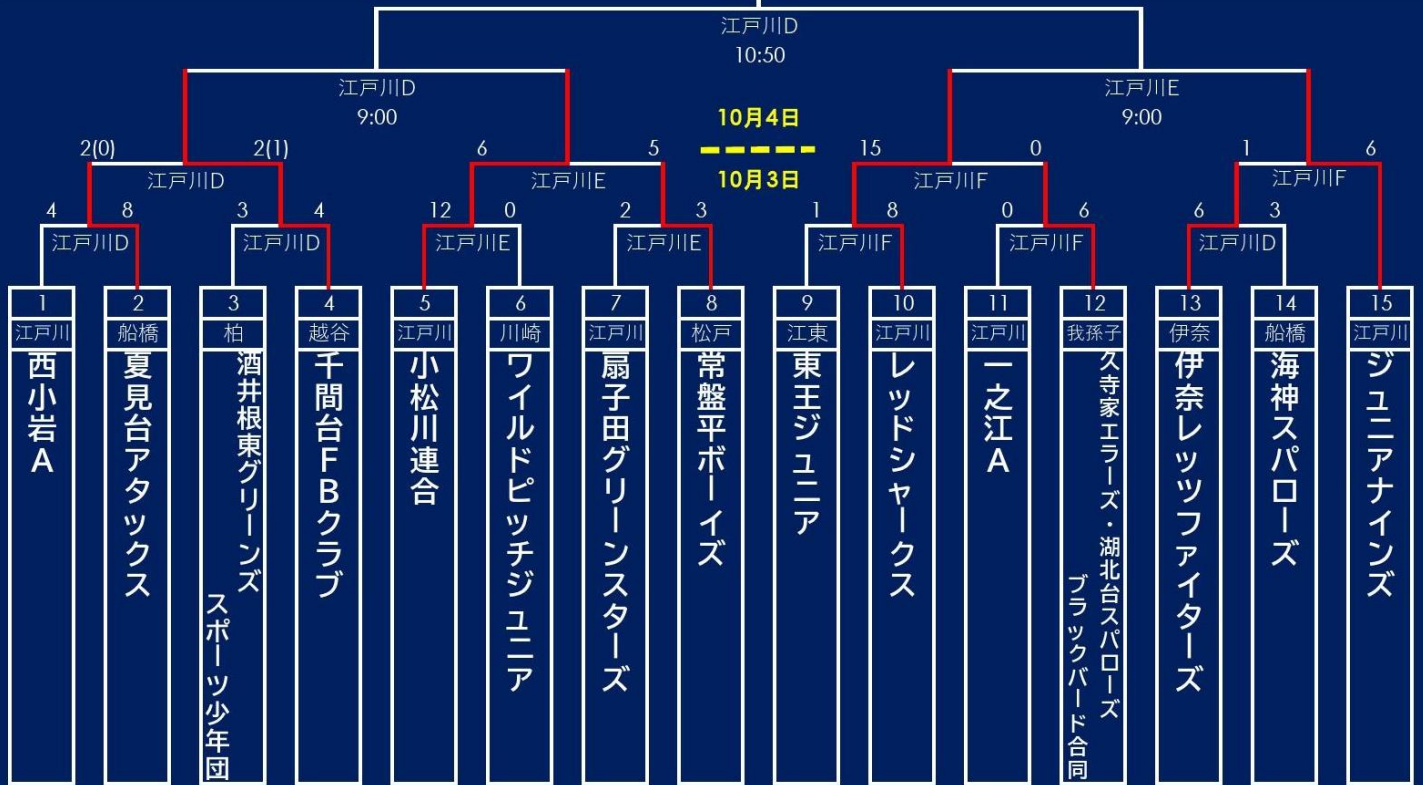 江戸川D
10:50
江戸川D
9:00
江戸川E
9:00
10月4日
10月3日
2(0) 2(1) 6 5 15 0 1 6
江戸川D 江戸川E 江戸川F 江戸川F
4 8 3 4 12 0 2 3 1 8 0 6 6 3
江戸川D 江戸川D 江戸川E 江戸川E 江戸川F 江戸川F 江戸川D
1 2 3 4 5 6 7 8 9 10 11 12 13 14 15
江戸川 船橋 柏 越谷 江戸川 川崎 江戸川 松戸 江東 江戸川 江戸川 我孫子 伊奈 船橋 江戸川
西小岩A
夏見台アタックス
酒井根東グリーンズ
スポーツ少年団
千間台FBクラブ
小松川連合
ワイルドピッチジュニア
扇子田グリーンスターズ
常盤平ボーイズ
東王ジュニア
レッドシャークス
一之江A
久寺家エラーズ・湖北台スパローズ
ブラックバード合同
伊奈レッツファイターズ
海神スパローズ
ジュニアナインズ